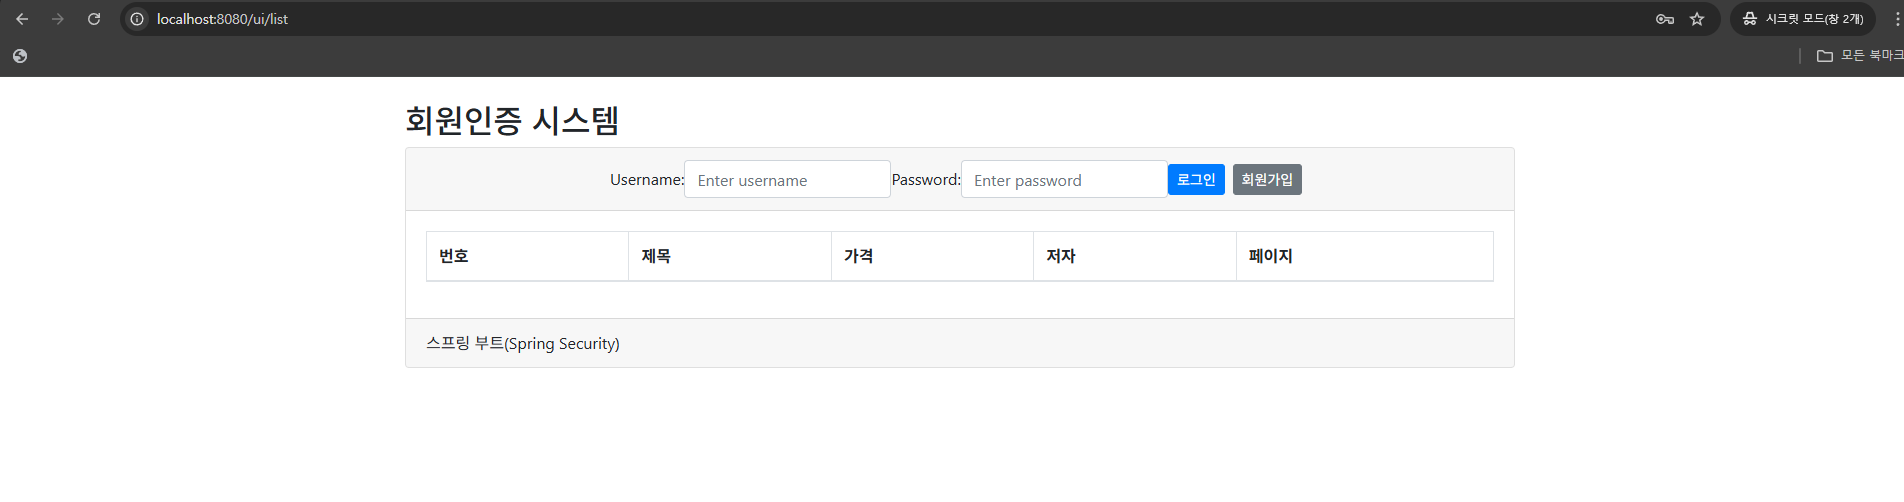 localhost:8080/ui/list
시크릿 모드(창 2개)
모든 북마크
회원인증 시스템
Username: Enter username Password: Enter password 로그인 회원가입
번호 제목 가격 저자 페이지
스프링 부트(Spring Security)